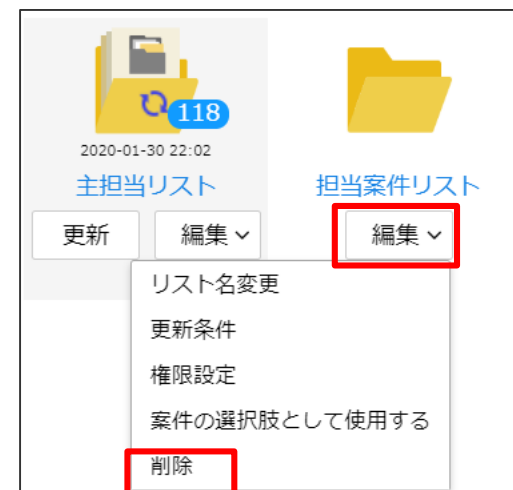 118
2020-01-30 22:02
主担当リスト
担当案件リスト
更新
編集
編集
リスト名変更
更新条件
権限設定
案件の選択肢として使用する
削除